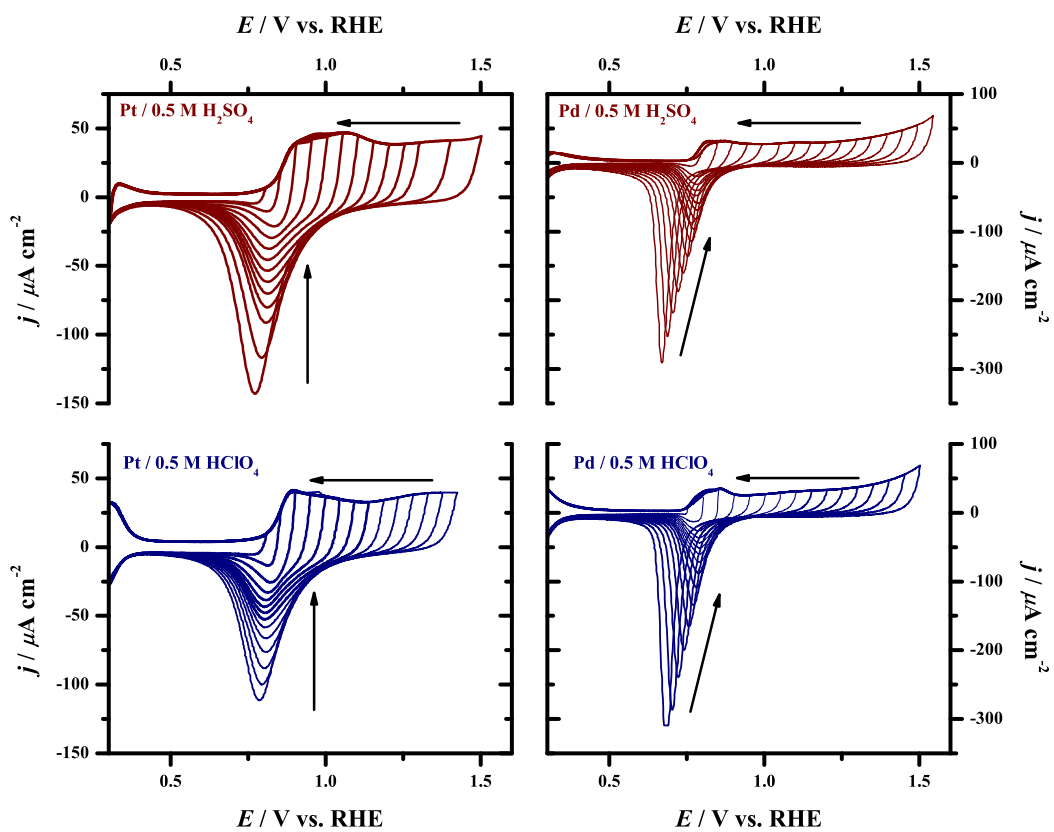 E / V vs. RHE
E / V vs. RHE
0.5 1.0 1.5
0.5 1.0 1.5
Pt / 0.5 M H₂SO₄
Pd / 0.5 M H₂SO₄
50
0
-50
-100
-150
j / μA cm⁻²
100
0
-100
-200
-300
j / μA cm⁻²
Pt / 0.5 M HClO₄
Pd / 0.5 M HClO₄
50
0
-50
-100
-150
j / μA cm⁻²
100
0
-100
-200
-300
j / μA cm⁻²
0.5 1.0 1.5
0.5 1.0 1.5
E / V vs. RHE
E / V vs. RHE